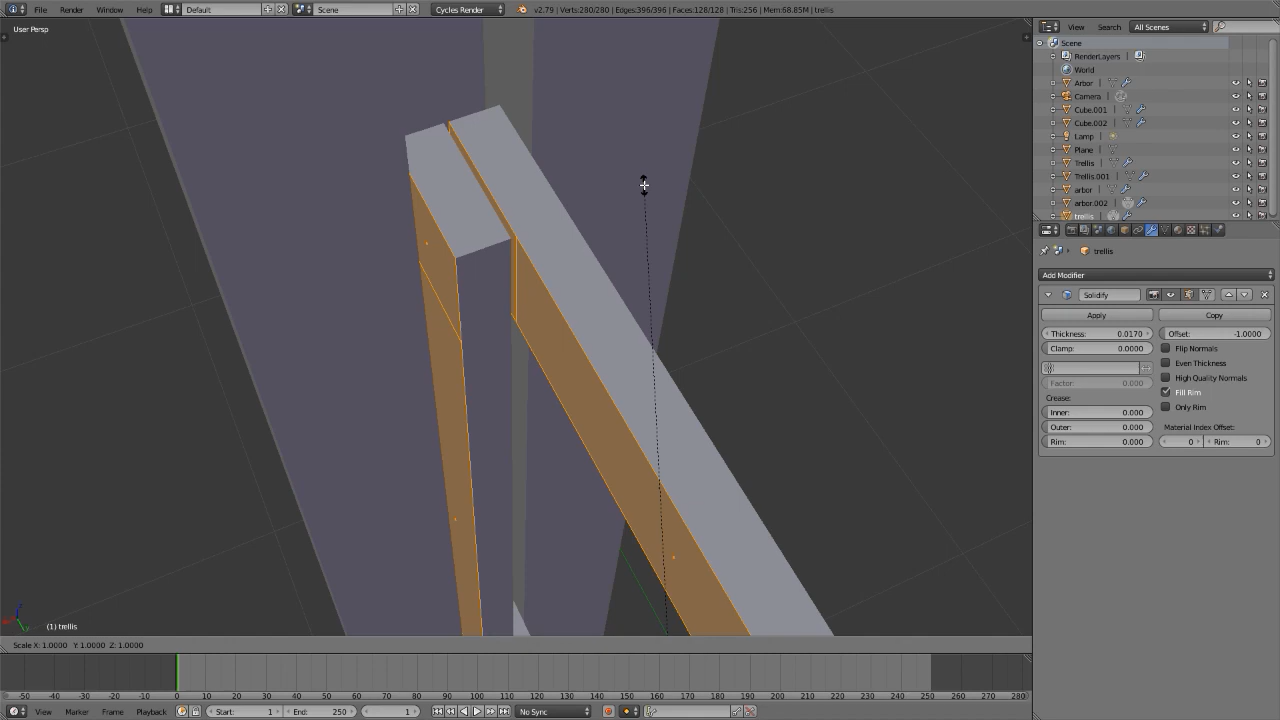 File Render Window Help Default Scene Cycles Render v2.79 | Verts:280/280 | Edges:396/396 | Faces:128/128 | Tris:256 | Mem:68.85M | trellis
User Persp
View Search All Scenes
Scene
RenderLayers
World
Arbor
Camera
Cube.001
Cube.002
Lamp
Plane
Trellis
Trellis.001
arbor
arbor.002
trellis
trellis
Add Modifier
Solidify
Apply Copy
Thickness: 0.0170 Offset: -1.0000
Clamp: 0.0000 Flip Normals
Even Thickness
High Quality Normals
Factor: 0.000
Fill Rim
Crease:
Only Rim
Inner: 0.000
Outer: 0.000 Material Index Offset:
Rim: 0.000 0 Rim: 0
(1) trellis
Scale X: 1.0000 Y: 1.0000 Z: 1.0000
-50 -40 -30 -20 -10 0 10 20 30 40 50 60 70 80 90 100 110 120 130 140 150 160 170 180 190 200 210 220 230 240 250 260 270 280
View Marker Frame Playback Start: 1 End: 250 1 No Sync